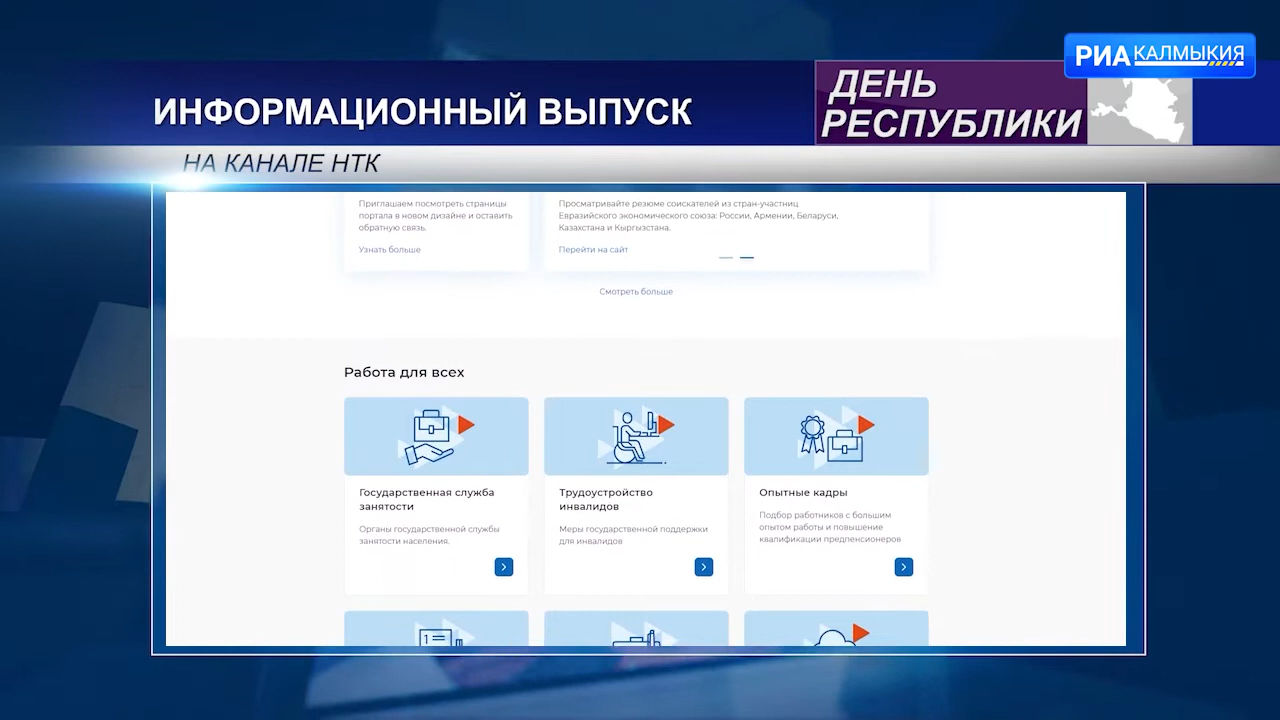 РИА КАЛМЫКИЯ
ИНФОРМАЦИОННЫЙ ВЫПУСК
ДЕНЬ
РЕСПУБЛИКИ
НА КАНАЛЕ НТК
Приглашаем посмотреть страницы
портала в новом дизайне и оставить
обратную связь.
Узнать больше
Просматривайте резюме соискателей из стран-участниц
Евразийского экономического союза: России, Армении, Беларуси,
Казахстана и Кыргызстана.
Перейти на сайт
Смотреть больше
Работа для всех
Государственная служба
занятости
Органы государственной службы
занятости населения.
Трудоустройство
инвалидов
Меры государственной поддержки
для инвалидов
Опытные кадры
Подбор работников с большим
опытом работы и повышение
квалификации предпенсионеров